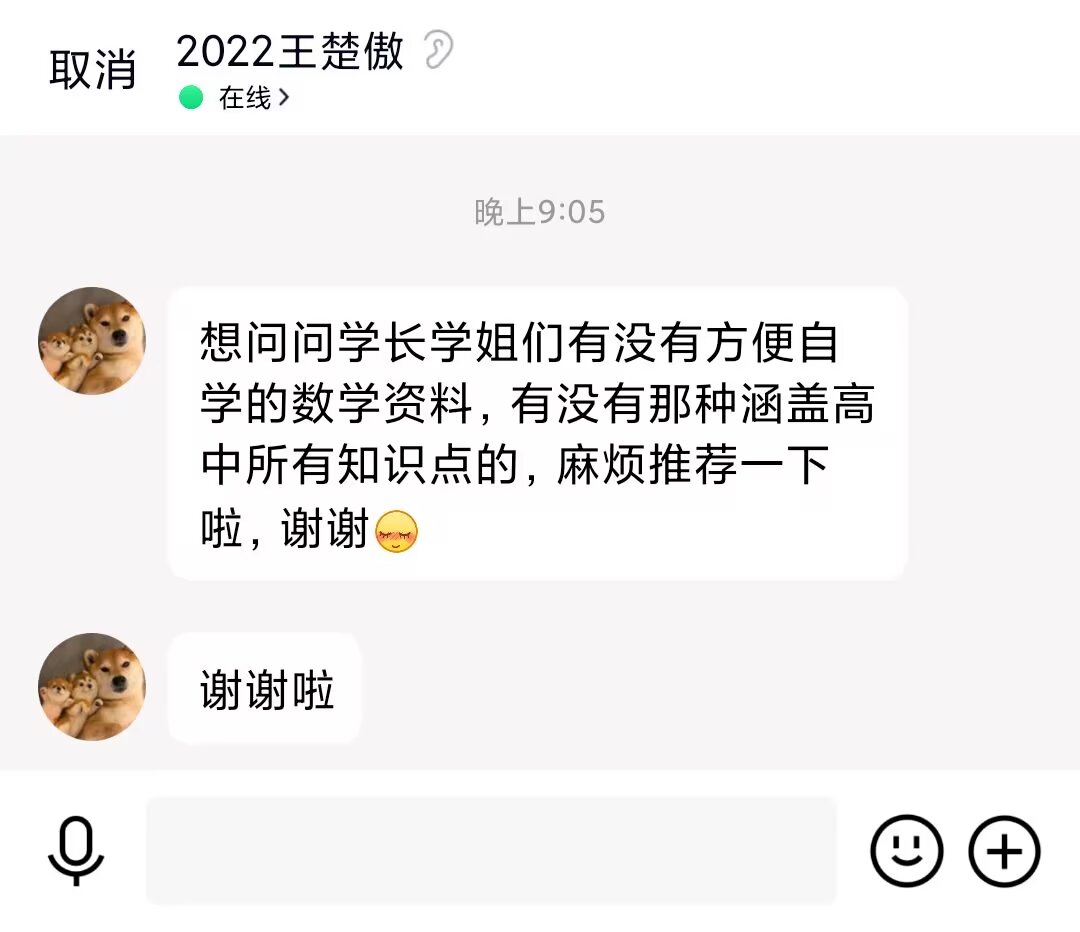 取消
2022王楚傲
在线
晚上9:05
想问问学长学姐们有没有方便自
学的数学资料，有没有那种涵盖高
中所有知识点的，麻烦推荐一下
啦，谢谢
谢谢啦